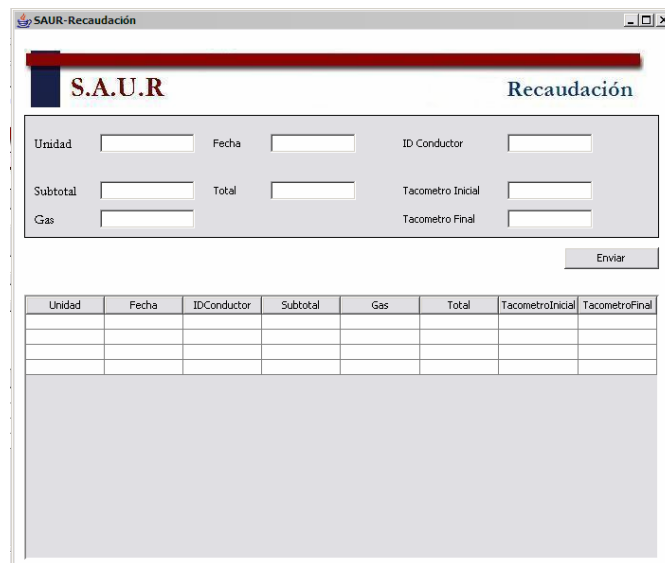 SAUR-Recaudación
S.A.U.R
Recaudación
Unidad Fecha ID Conductor
Subtotal Total Tacometro Inicial
Gas Tacometro Final
Enviar
Unidad Fecha IDConductor Subtotal Gas Total TacometroInicial TacometroFinal